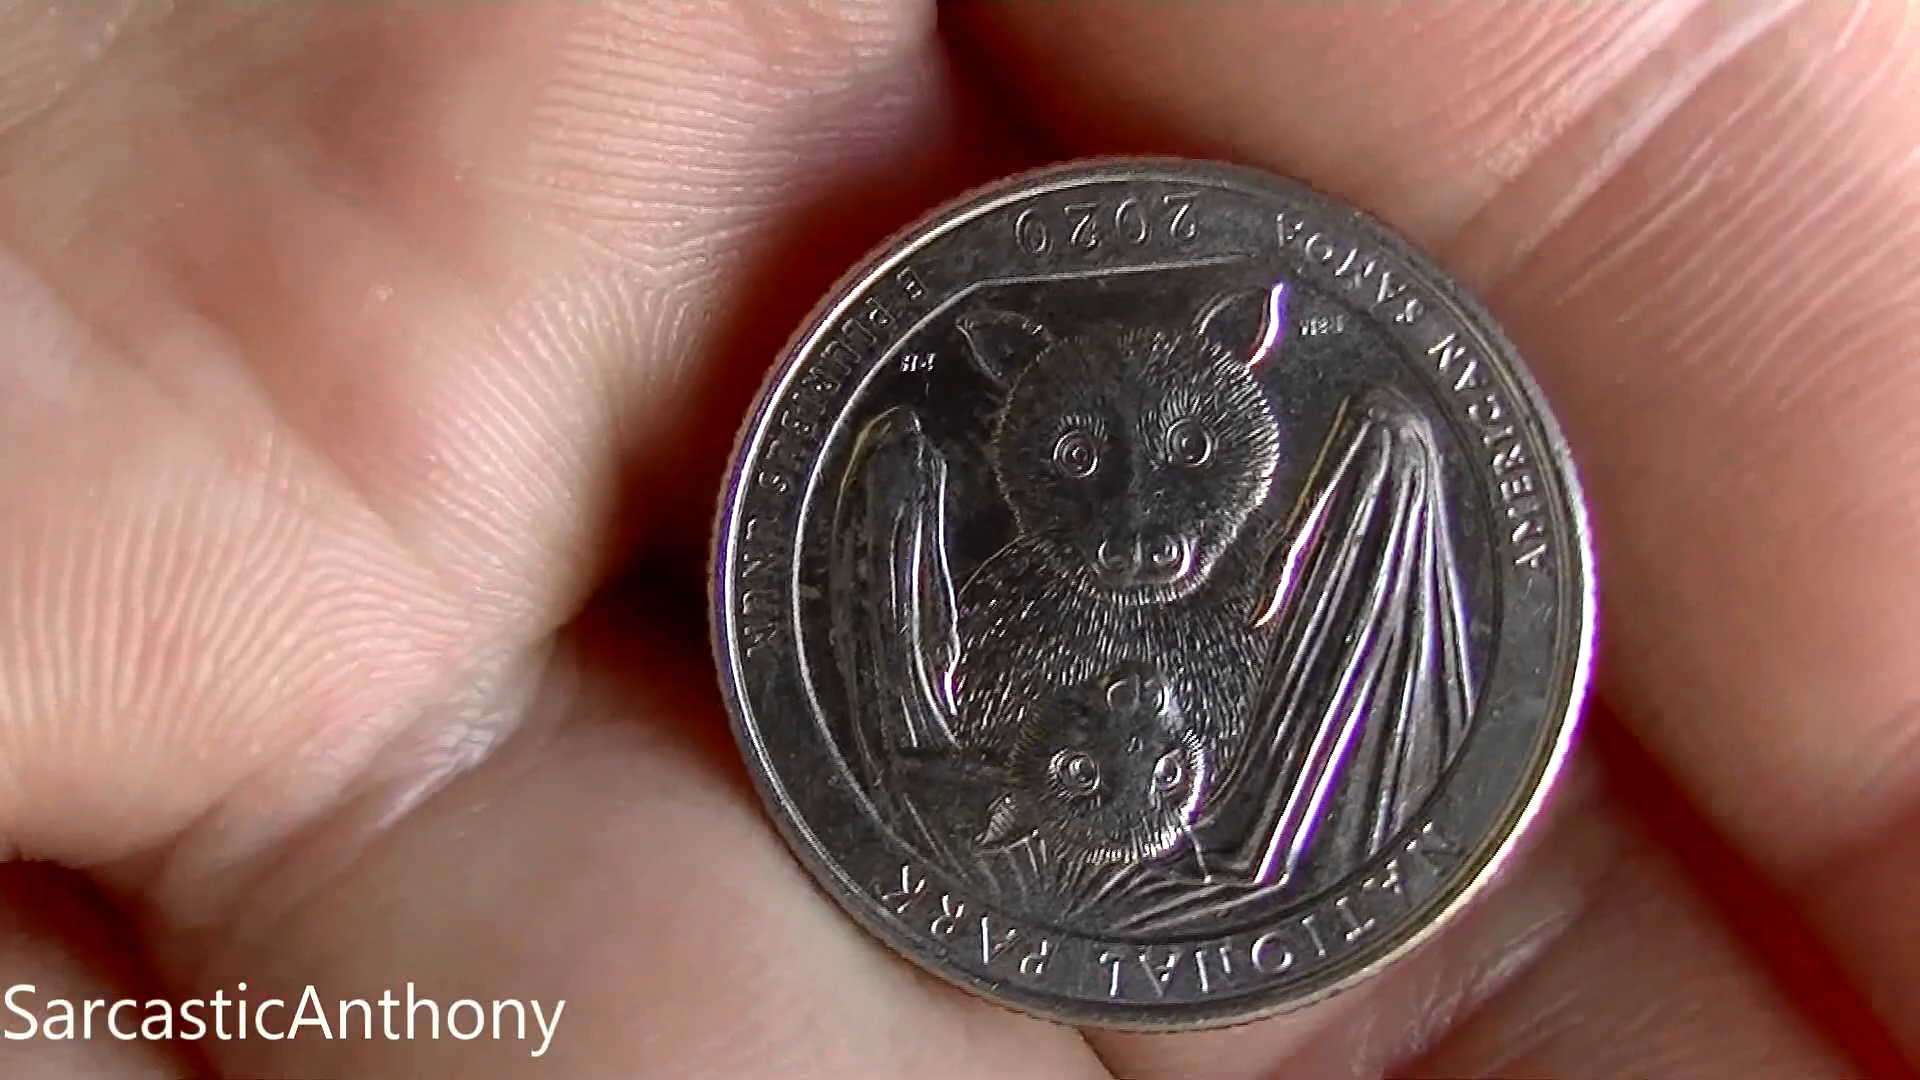 NATIONAL PARK
AMERICAN SAMOA
2020
E PLURIBUS UNUM
SarcasticAnthony